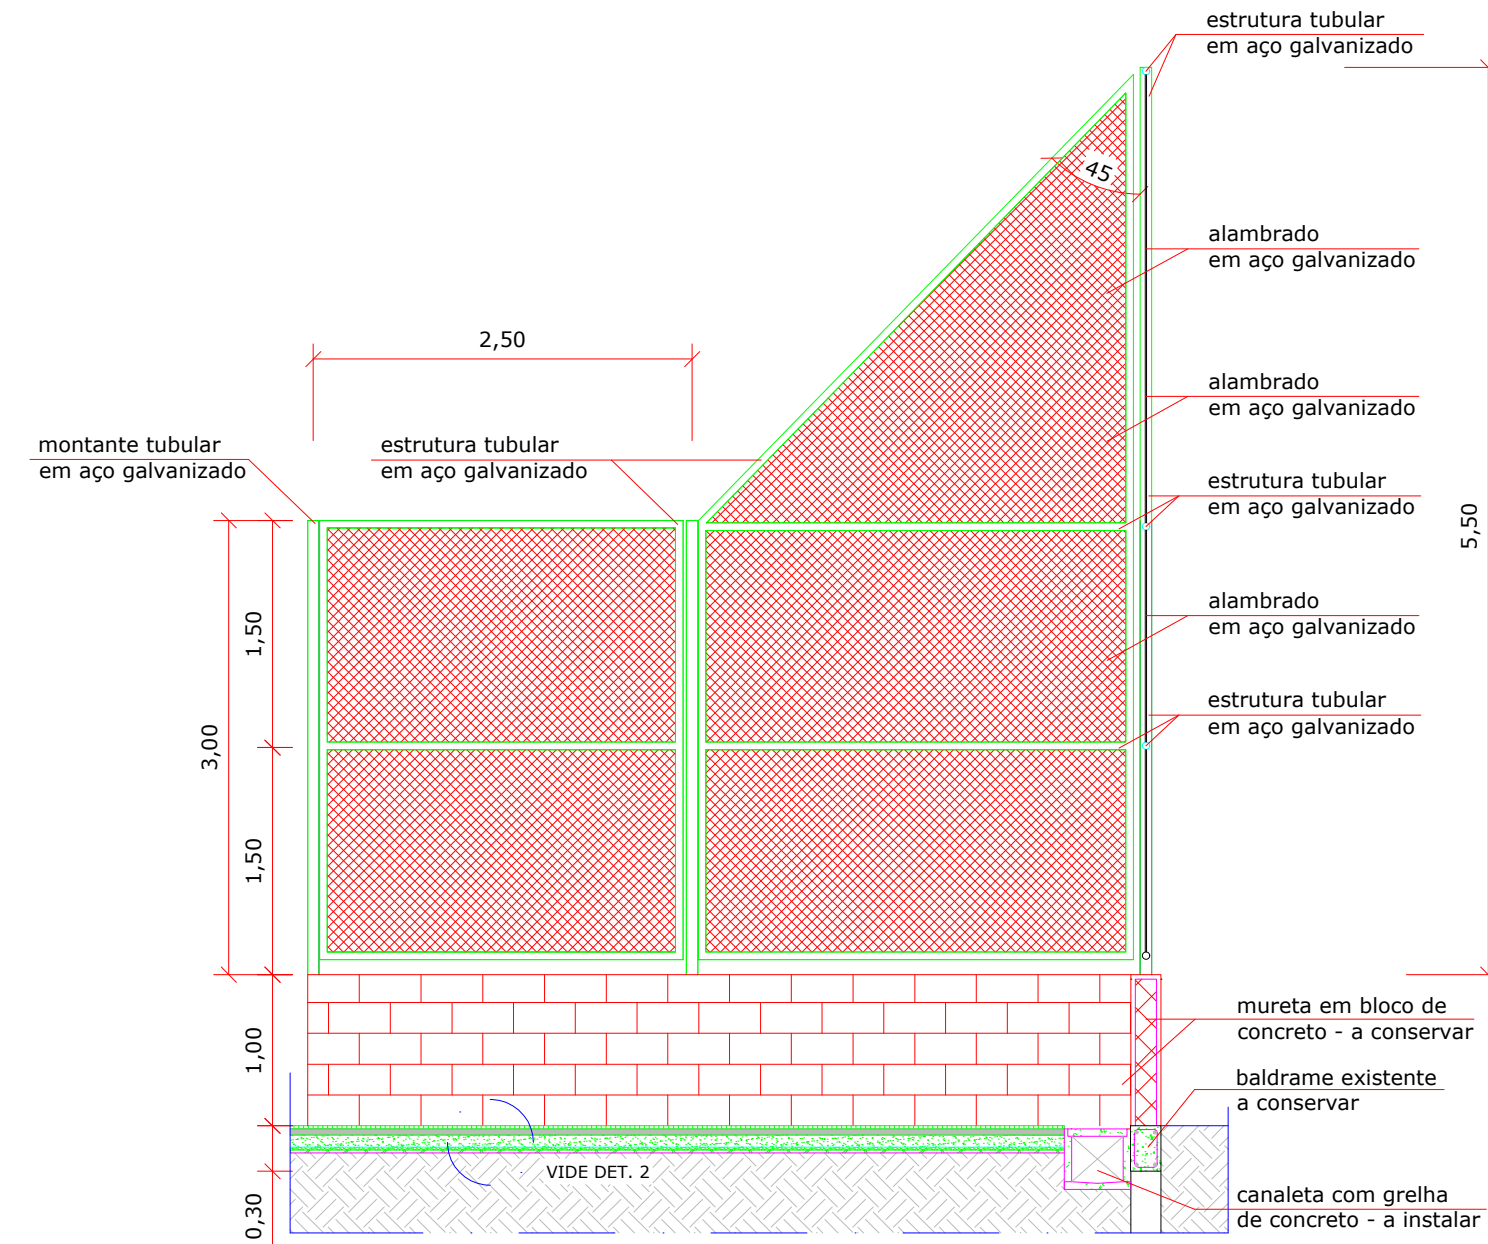 estrutura tubular
em aço galvanizado
45
alambrado
em aço galvanizado
2,50
alambrado
em aço galvanizado
montante tubular
em aço galvanizado
estrutura tubular
em aço galvanizado
estrutura tubular
em aço galvanizado
5,50
1,50
alambrado
em aço galvanizado
3,00
estrutura tubular
em aço galvanizado
1,50
mureta em bloco de
concreto - a conservar
1,00
baldrame existente
a conservar
VIDE DET. 2
0,30
canaleta com grelha
de concreto - a instalar